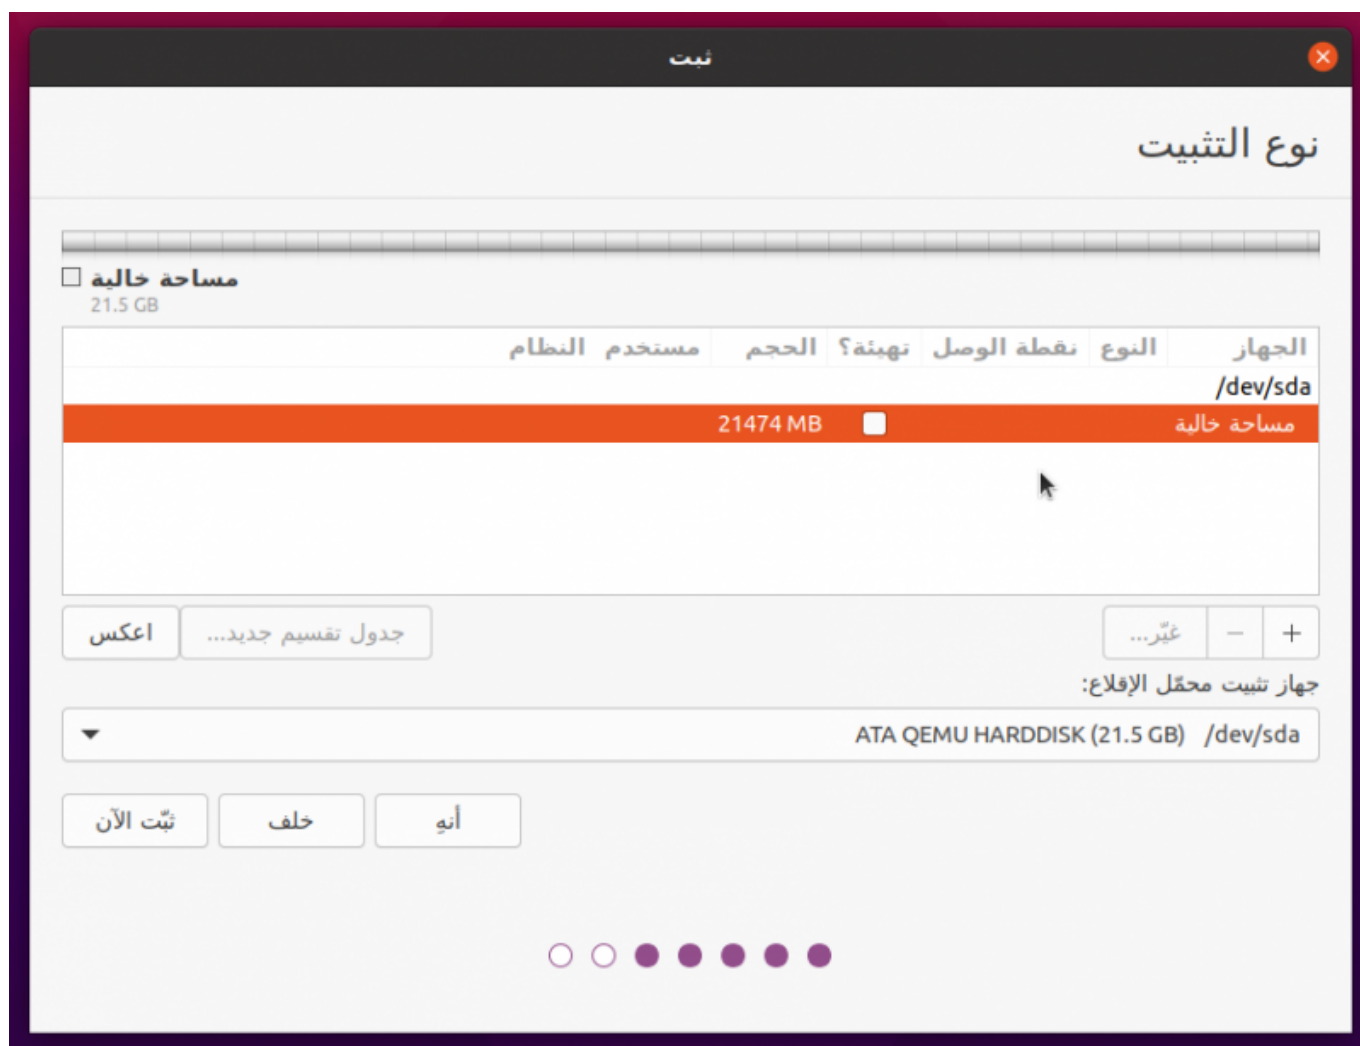 ثبت
نوع التثبيت
مساحة خالية
21.5 GB
الجهاز النوع نقطة الوصل تهيئة؟ الحجم مستخدم النظام
/dev/sda
مساحة خالية 21474 MB
+ − غيّر... جدول تقسيم جديد... اعكس
جهاز تثبيت محمّل الإقلاع:
/dev/sda ATA QEMU HARDDISK (21.5 GB)
أنهِ خلف ثبّت الآن